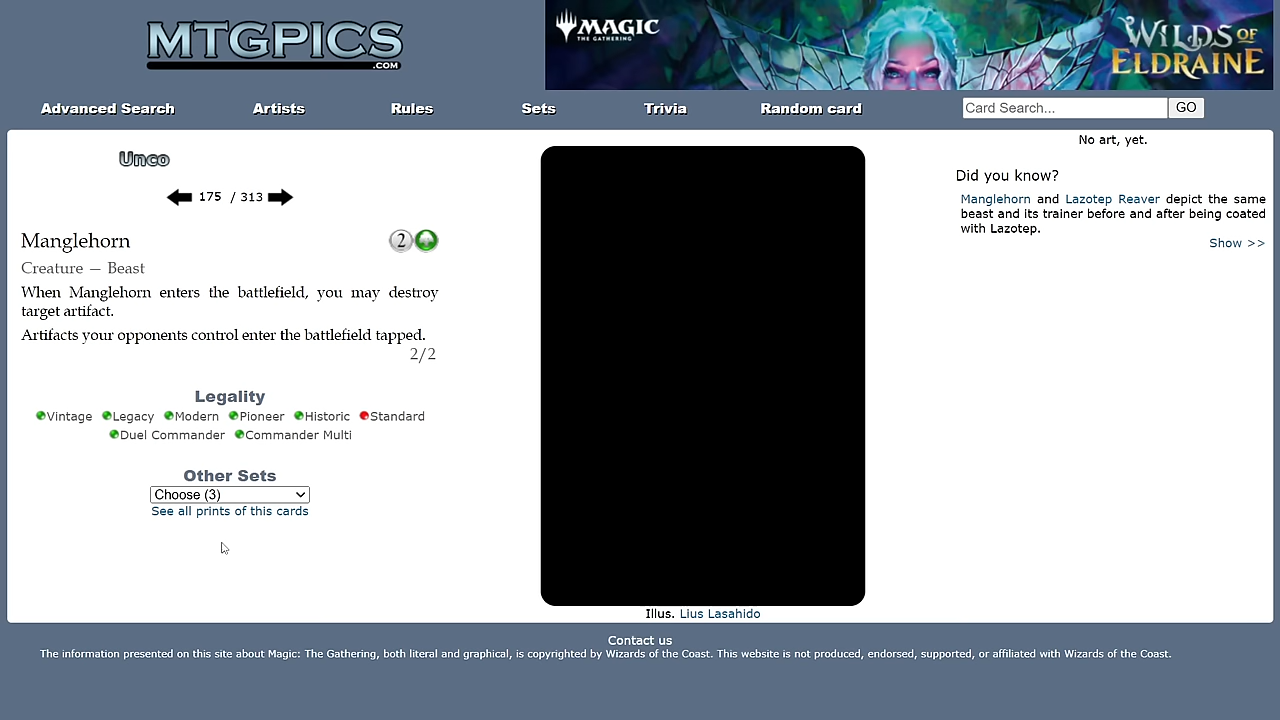 MTGPICS
.COM
MAGIC
THE GATHERING
WILDS OF
ELDRAINE
Advanced Search
Artists
Rules
Sets
Trivia
Random card
Card Search...
GO
Unco
175 / 313
Manglehorn
2
Creature — Beast
When Manglehorn enters the battlefield, you may destroy
target artifact.
Artifacts your opponents control enter the battlefield tapped.
2/2
Legality
Vintage Legacy Modern Pioneer Historic Standard
Duel Commander Commander Multi
Other Sets
Choose (3)
See all prints of this cards
Illus. Lius Lasahido
No art, yet.
Did you know?
Manglehorn and Lazotep Reaver depict the same
beast and its trainer before and after being coated
with Lazotep.
Show >>
Contact us
The information presented on this site about Magic: The Gathering, both literal and graphical, is copyrighted by Wizards of the Coast. This website is not produced, endorsed, supported, or affiliated with Wizards of the Coast.